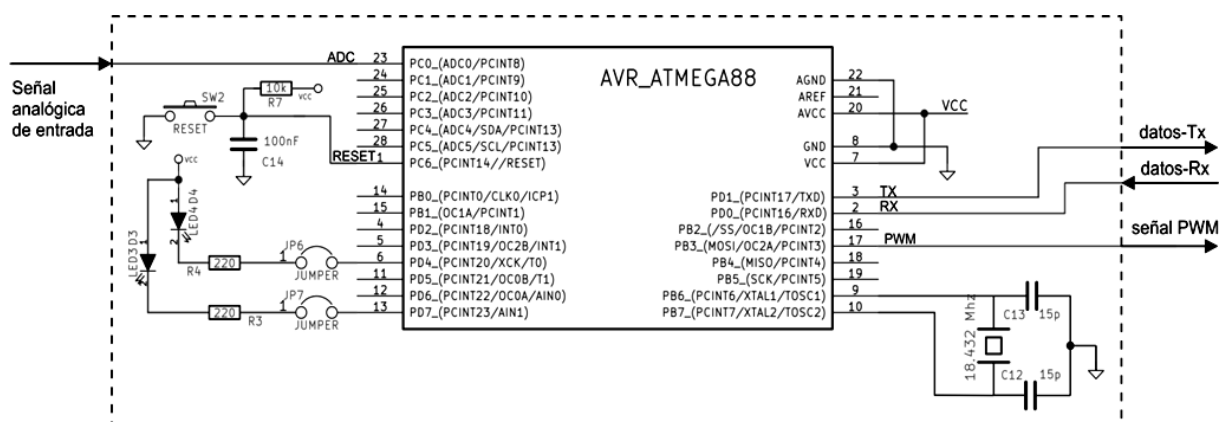 Señal
analógica
de entrada
ADC
23
24
25
26
27
28
RESET1
14
15
4
5
6
11
12
13
PC0_(ADC0/PCINT8)
PC1_(ADC1/PCINT9)
PC2_(ADC2/PCINT10)
PC3_(ADC3/PCINT11)
PC4_(ADC4/SDA/PCINT13)
PC5_(ADC5/SCL/PCINT13)
PC6_(PCINT14//RESET)
PB0_(PCINT0/CLK0/ICP1)
PB1_(OC1A/PCINT1)
PD2_(PCINT18/INT0)
PD3_(PCINT19/OC2B/INT1)
PD4_(PCINT20/XCK/T0)
PD5_(PCINT21/OC0B/T1)
PD6_(PCINT22/OC0A/AIN0)
PD7_(PCINT23/AIN1)
AVR_ATMEGA88
AGND
AREF
AVCC
GND
VCC
PD1_(PCINT17/TXD)
PD0_(PCINT16/RXD)
PB2_(/SS/OC1B/PCINT2)
PB3_(MOSI/OC2A/PCINT3)
PB4_(MISO/PCINT4)
PB5_(SCK/PCINT5)
PB6_(PCINT6/XTAL1/TOSC1)
PB7_(PCINT7/XTAL2/TOSC2)
22
21
20
8
7
3
2
16
17
18
19
9
10
VCC
TX
RX
PWM
datos-Tx
datos-Rx
señal PWM
SW2
RESET
10k
R7
VCC
100nF
C14
VCC
1
LED4
D4
2
1
LED3
D3
2
R4
220
1
JP6
JUMPER
220
R3
1
JP7
JUMPER
18.432 Mhz
C13
15p
C12
15p